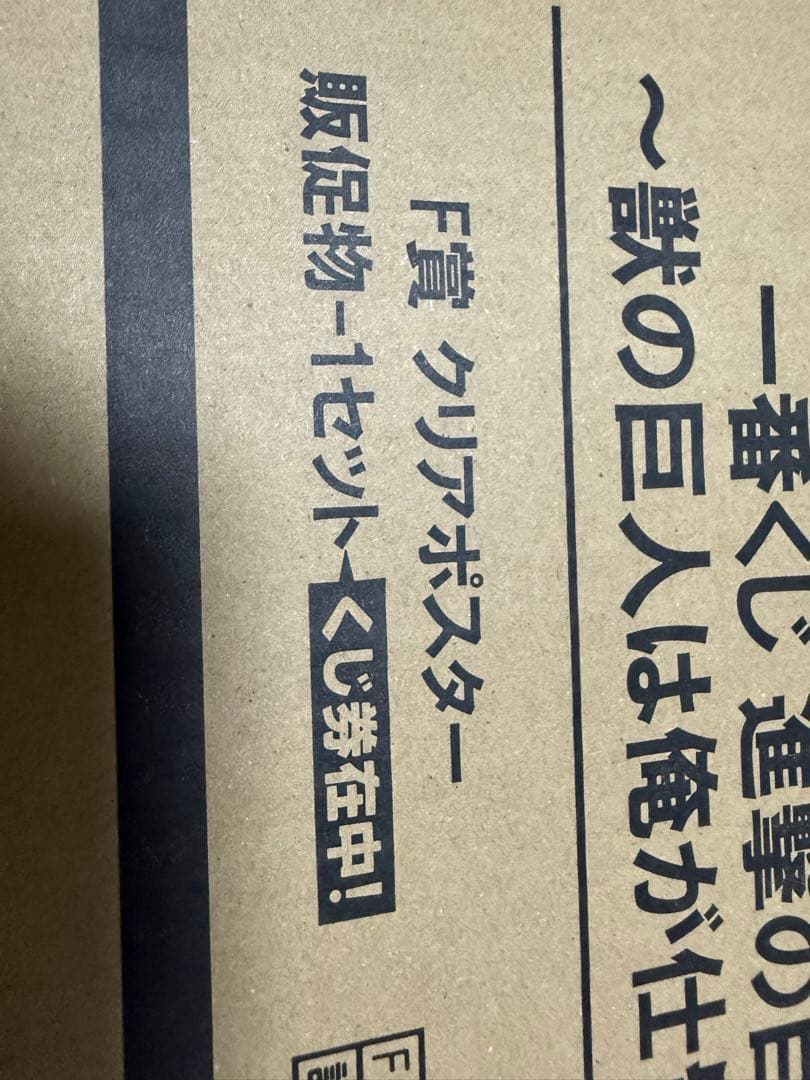 一番くじ 進撃の
～獣の巨人は俺が仕
F賞 クリアポスター
販促物-1セット
くじ券在中!
F